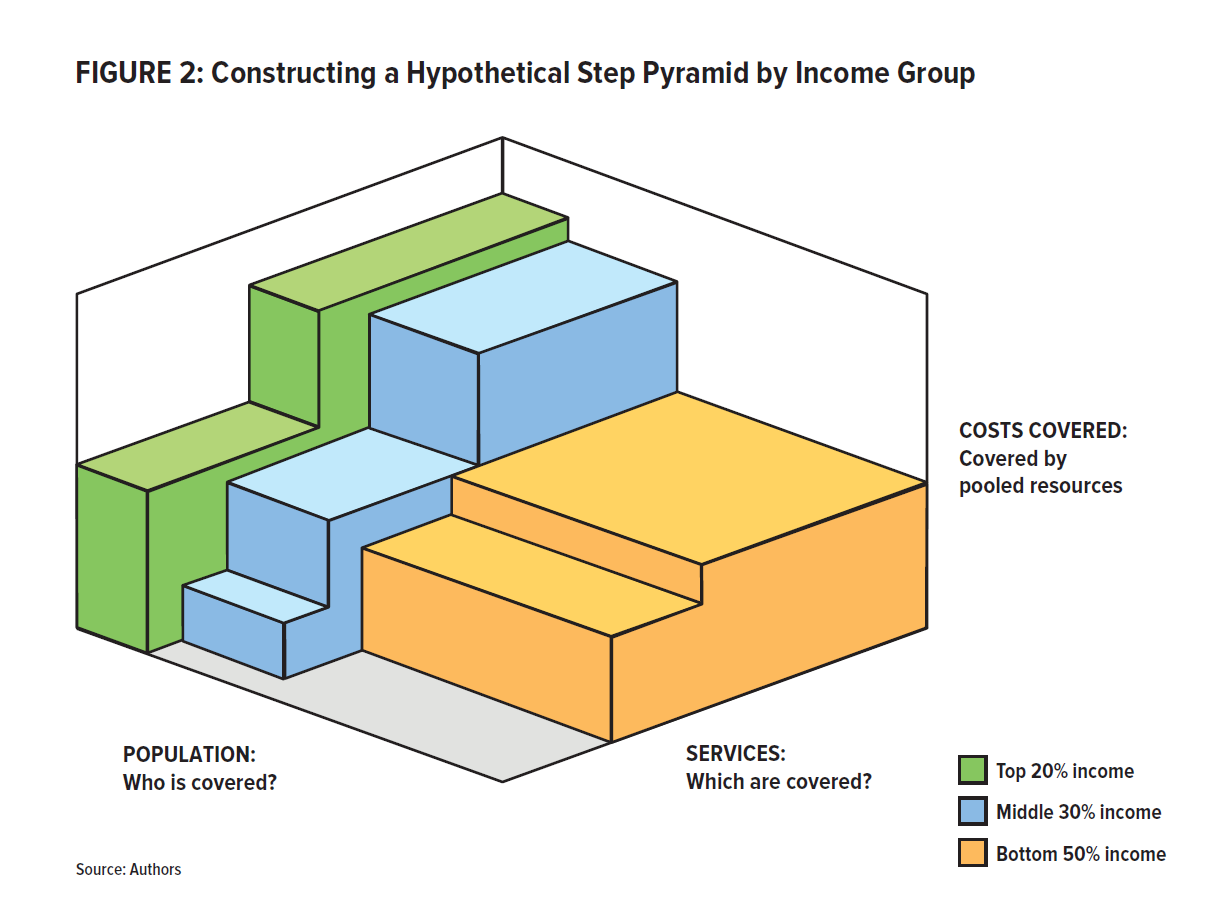 FIGURE 2: Constructing a Hypothetical Step Pyramid by Income Group
COSTS COVERED:
Covered by
pooled resources
POPULATION:
Who is covered?
SERVICES:
Which are covered?
Top 20% income
Middle 30% income
Bottom 50% income
Source: Authors